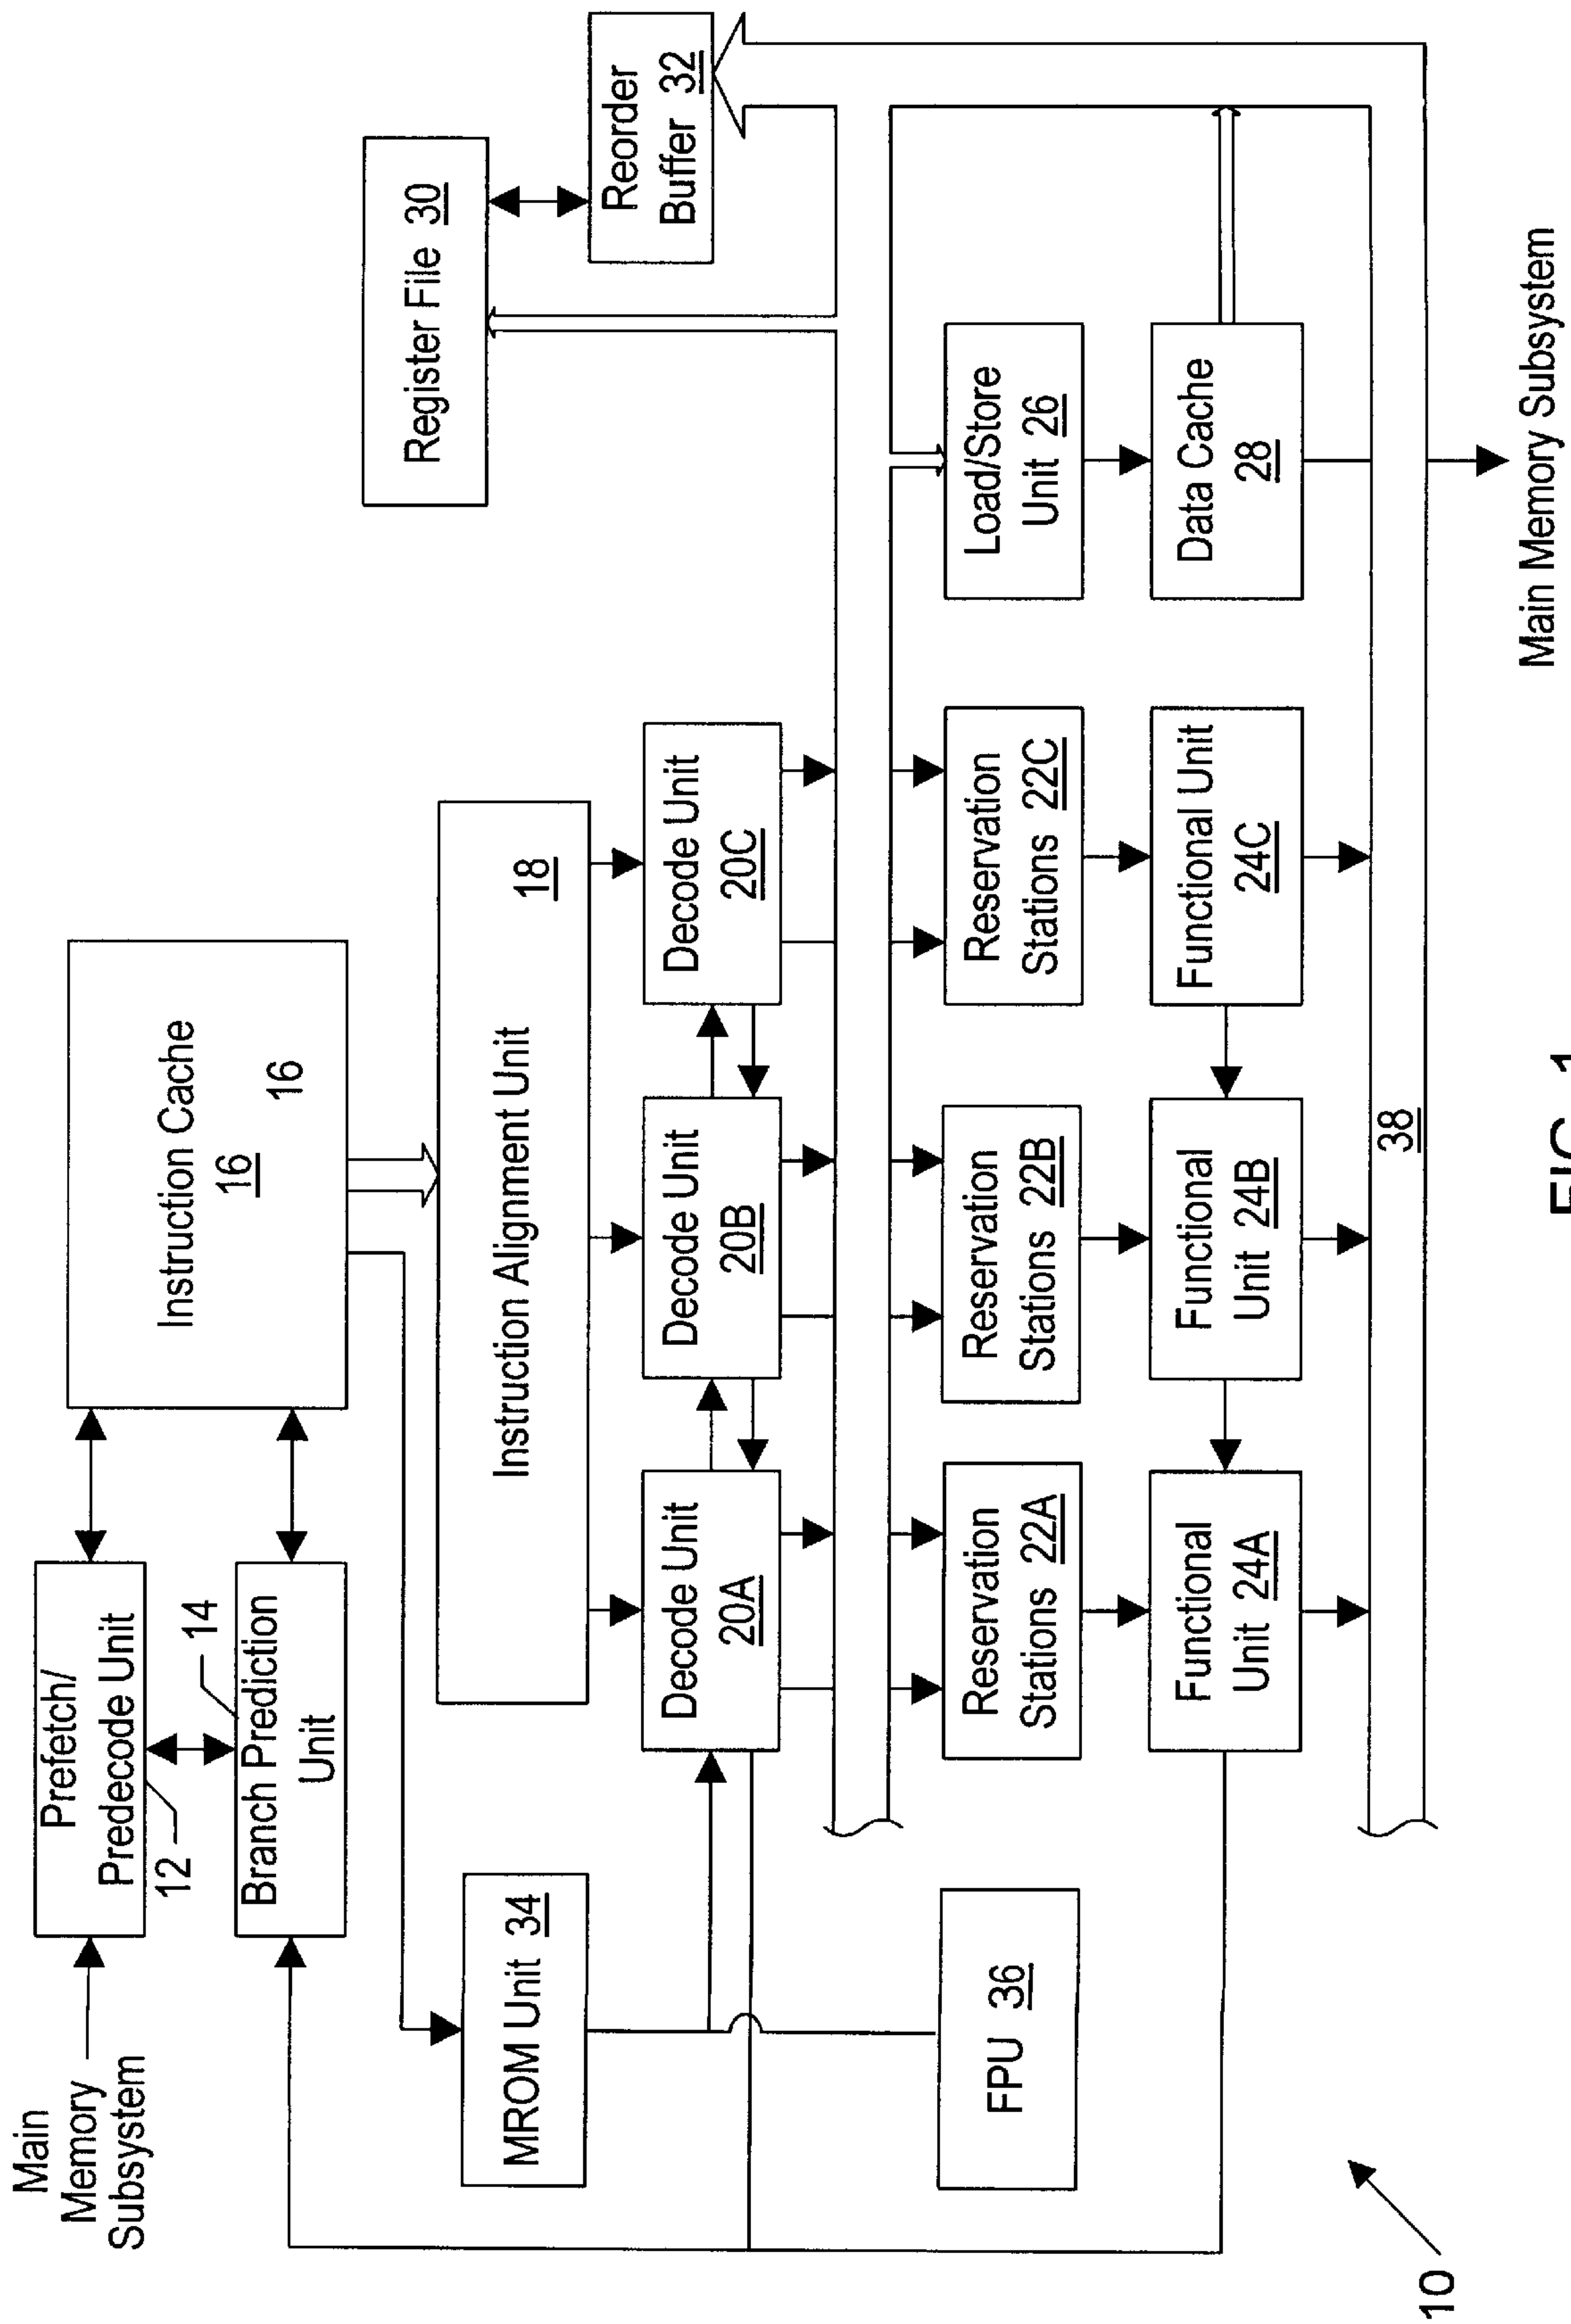 Main
Memory
Subsystem
Prefetch/
Predecode Unit
12
14
Branch Prediction
Unit
Instruction Cache
16
16
Register File 30
Reorder
Buffer 32
MROM Unit 34
Instruction Alignment Unit
18
Decode Unit
20A
Decode Unit
20B
Decode Unit
20C
FPU 36
Reservation
Stations 22A
Reservation
Stations 22B
Reservation
Stations 22C
Load/Store
Unit 26
Functional
Unit 24A
Functional
Unit 24B
Functional Unit
24C
Data Cache
28
38
Main Memory Subsystem
10
FIG. 1